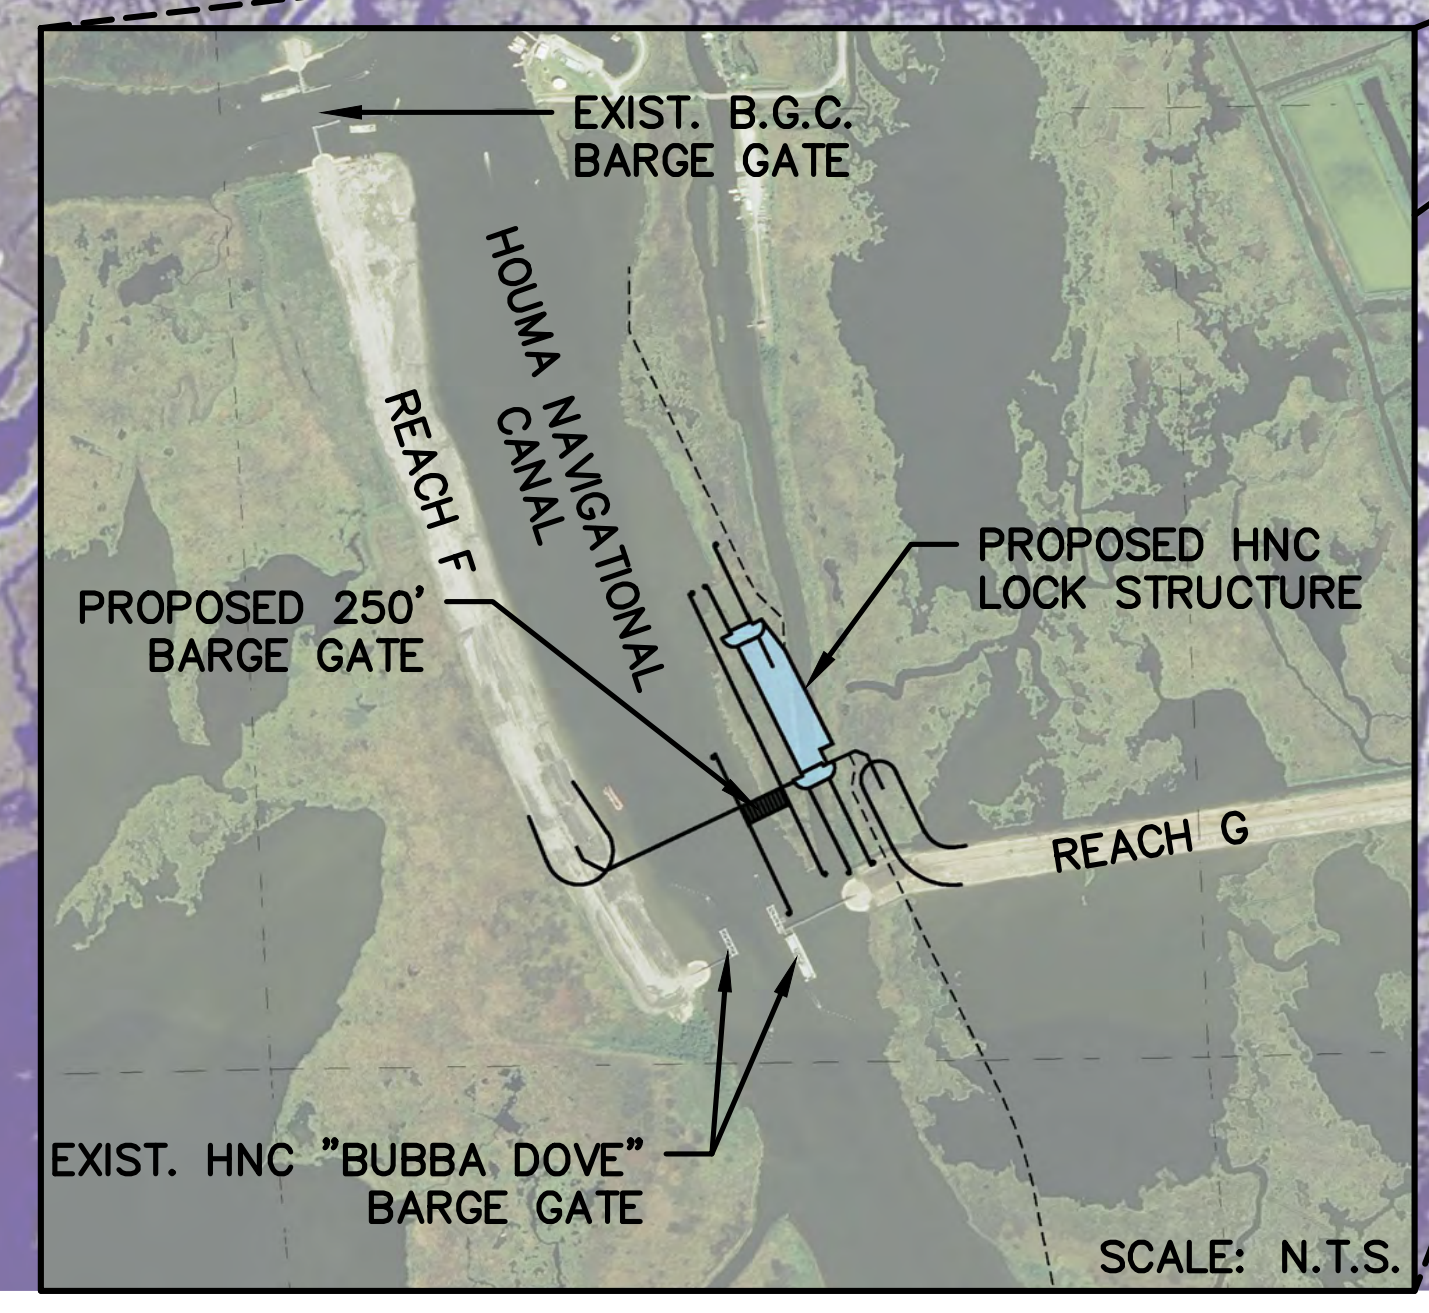 EXIST. B.G.C.
BARGE GATE
HOUMA NAVIGATIONAL
CANAL
REACH F
PROPOSED HNC
LOCK STRUCTURE
PROPOSED 250'
BARGE GATE
REACH G
EXIST. HNC "BUBBA DOVE"
BARGE GATE
SCALE: N.T.S.